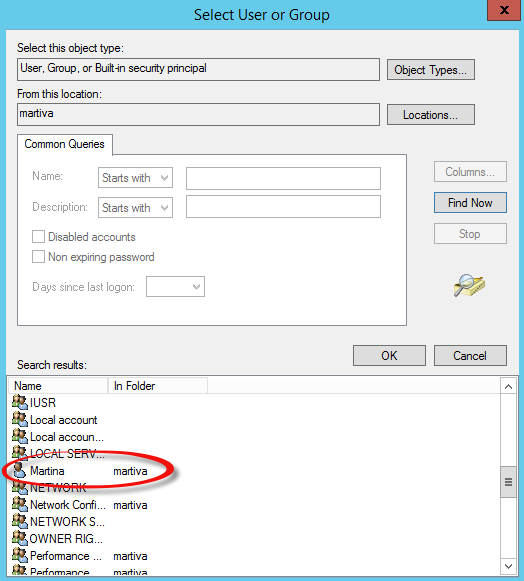 Select User or Group
x
Select this object type:
User, Group, or Built-in security principal
Object Types...
From this location:
martiva
Locations...
Common Queries
Name:
Starts with
Columns...
Description:
Starts with
Find Now
Disabled accounts
Stop
Non expiring password
Days since last logon:
OK
Cancel
Search results:
Name In Folder
IUSR
Local account
Local accoun...
LOCAL SERV...
Martina martiva
NETWORK
Network Confi... martiva
NETWORK S...
OWNER RIG...
Performance ... martiva
Performance martiva